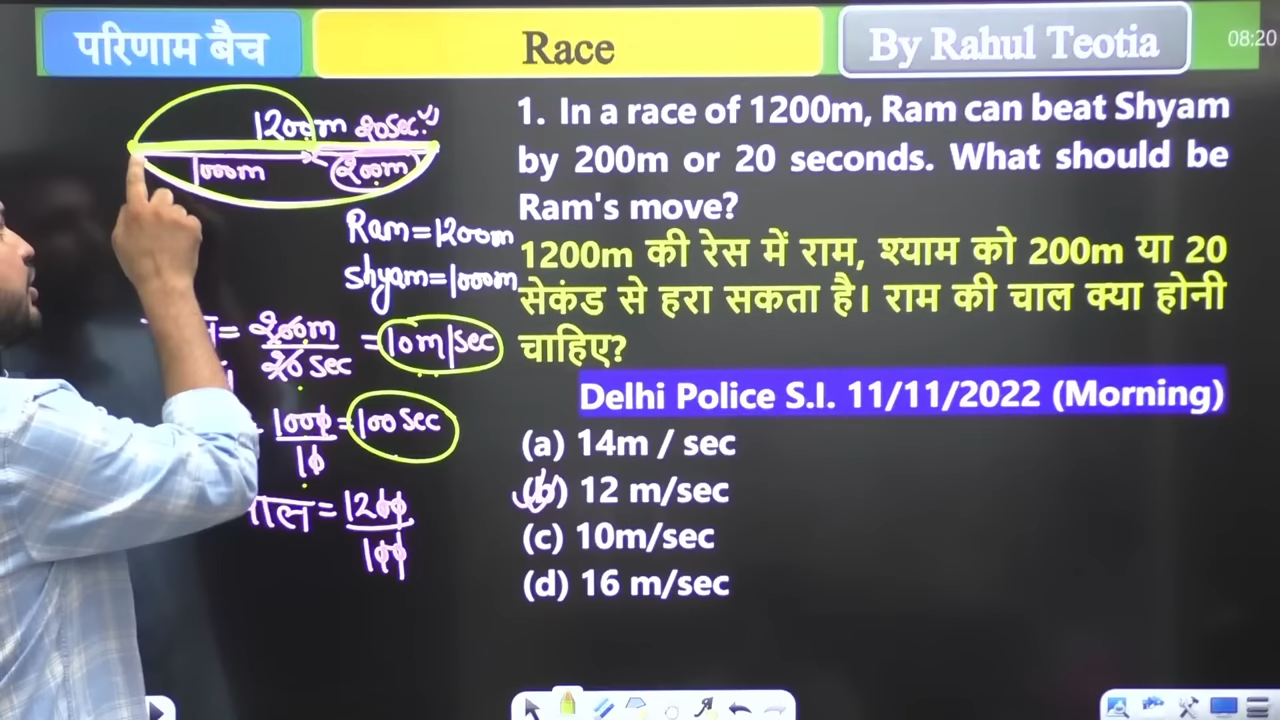 परिणाम बैच
Race
By Rahul Teotia
08:20
1200m 20sec.
1000m 200m
Ram=1200m
Shyam=1000m
= 200m = 10m/sec
20 sec
1000 = 100 sec
10
ाल = 1200
100
1. In a race of 1200m, Ram can beat Shyam
by 200m or 20 seconds. What should be
Ram's move?
1200m की रेस में राम, श्याम को 200m या 20
सेकंड से हरा सकता है। राम की चाल क्या होनी
चाहिए?
Delhi Police S.I. 11/11/2022 (Morning)
(a) 14m / sec
(b) 12 m/sec
(c) 10m/sec
(d) 16 m/sec